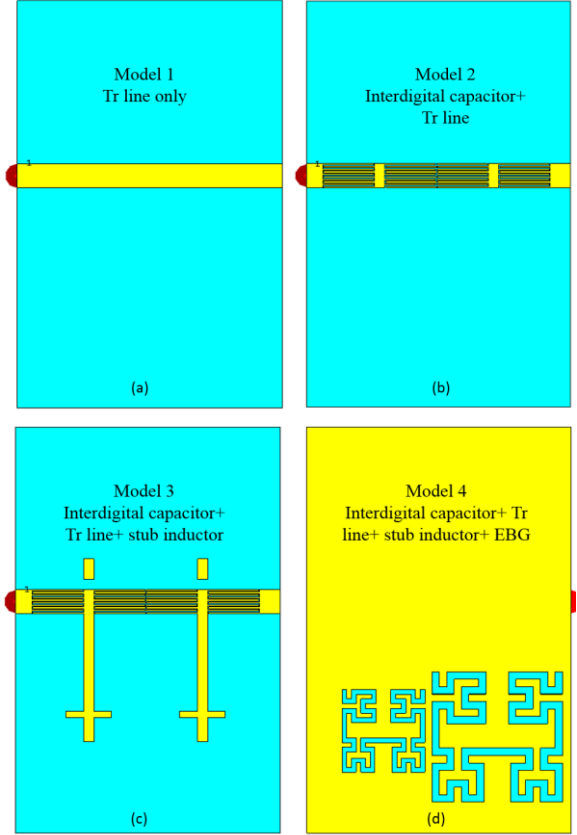 Model 1
Tr line only
1
(a)
Model 2
Interdigital capacitor+
Tr line
1
(b)
Model 3
Interdigital capacitor+
Tr line+ stub inductor
1
(c)
Model 4
Interdigital capacitor+ Tr
line+ stub inductor+ EBG
(d)